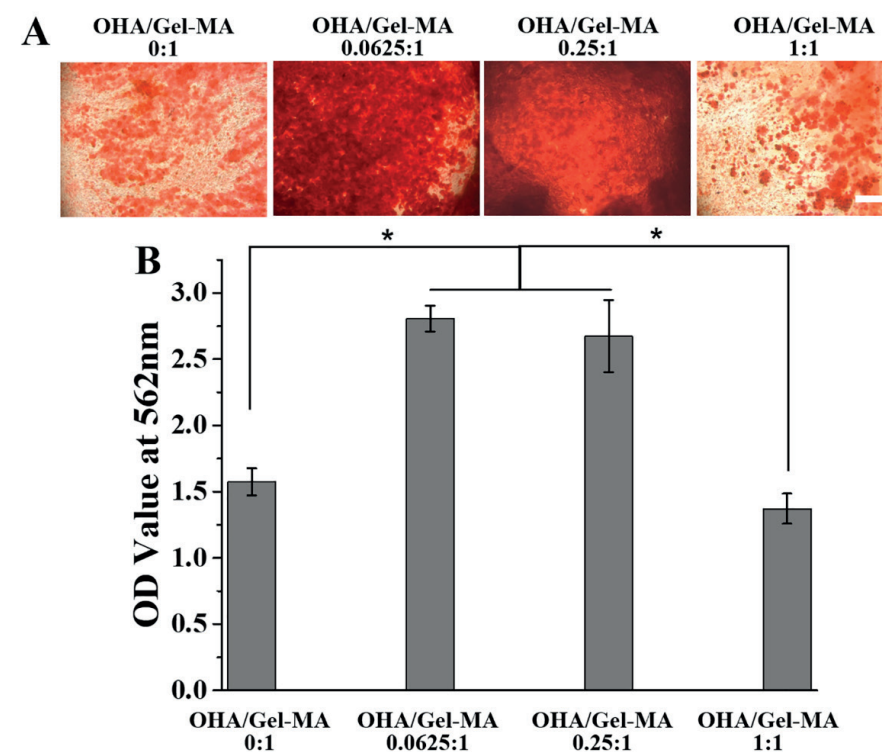 A
OHA/Gel-MA
0:1
OHA/Gel-MA
0.0625:1
OHA/Gel-MA
0.25:1
OHA/Gel-MA
1:1
B
*
*
OD Value at 562nm
3.0
2.5
2.0
1.5
1.0
0.5
0.0
OHA/Gel-MA
0:1
OHA/Gel-MA
0.0625:1
OHA/Gel-MA
0.25:1
OHA/Gel-MA
1:1